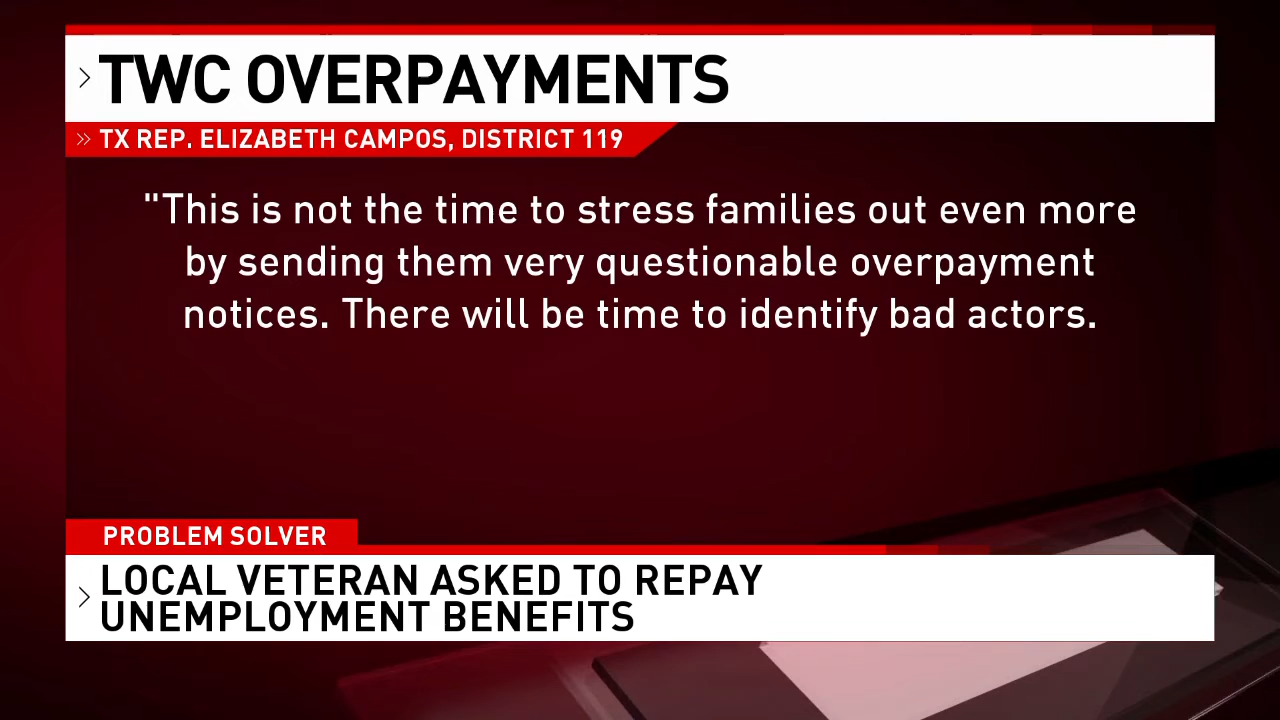 TWC OVERPAYMENTS
TX REP. ELIZABETH CAMPOS, DISTRICT 119
"This is not the time to stress families out even more
by sending them very questionable overpayment
notices. There will be time to identify bad actors.
PROBLEM SOLVER
LOCAL VETERAN ASKED TO REPAY
UNEMPLOYMENT BENEFITS